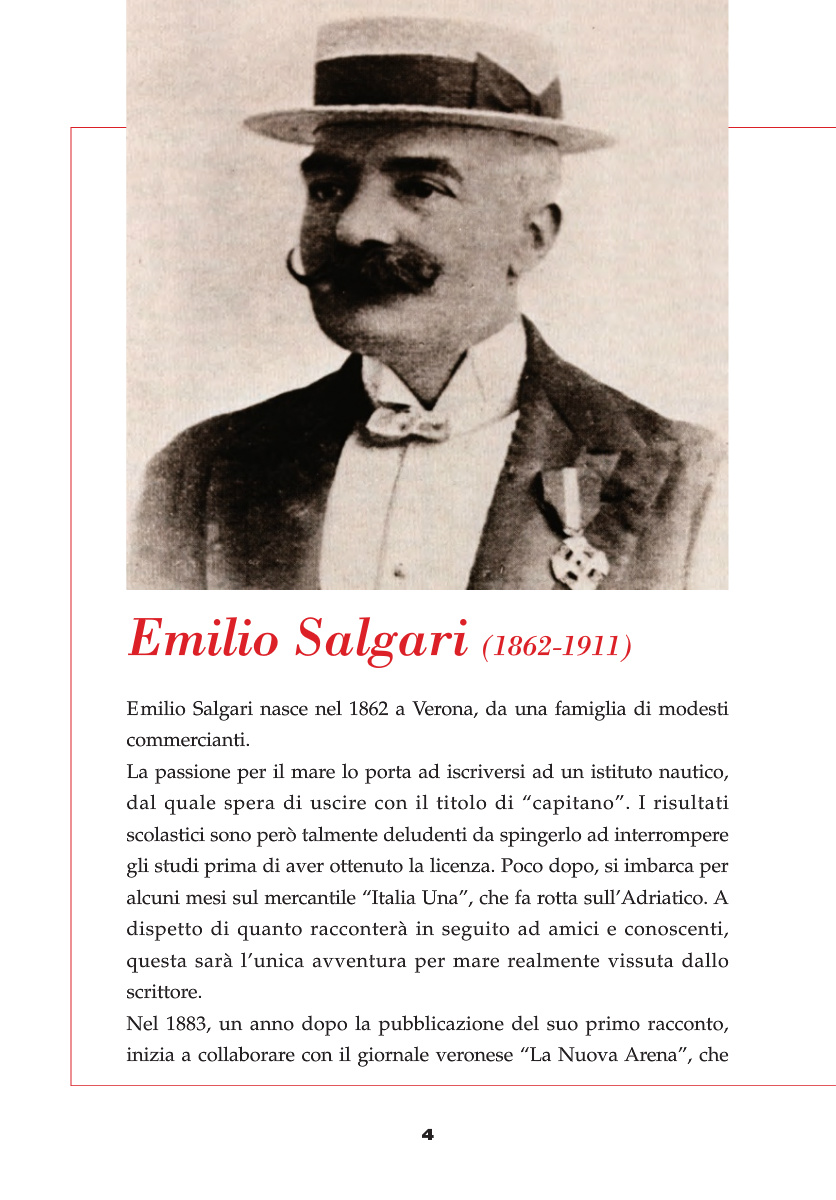 Emilio Salgari (1862-1911)
Emilio Salgari nasce nel 1862 a Verona, da una famiglia di modesti
commercianti.
La passione per il mare lo porta ad iscriversi ad un istituto nautico,
dal quale spera di uscire con il titolo di “capitano”. I risultati
scolastici sono però talmente deludenti da spingerlo ad interrompere
gli studi prima di aver ottenuto la licenza. Poco dopo, si imbarca per
alcuni mesi sul mercantile “Italia Una”, che fa rotta sull’Adriatico. A
dispetto di quanto racconterà in seguito ad amici e conoscenti,
questa sarà l’unica avventura per mare realmente vissuta dallo
scrittore.
Nel 1883, un anno dopo la pubblicazione del suo primo racconto,
inizia a collaborare con il giornale veronese “La Nuova Arena”, che
4